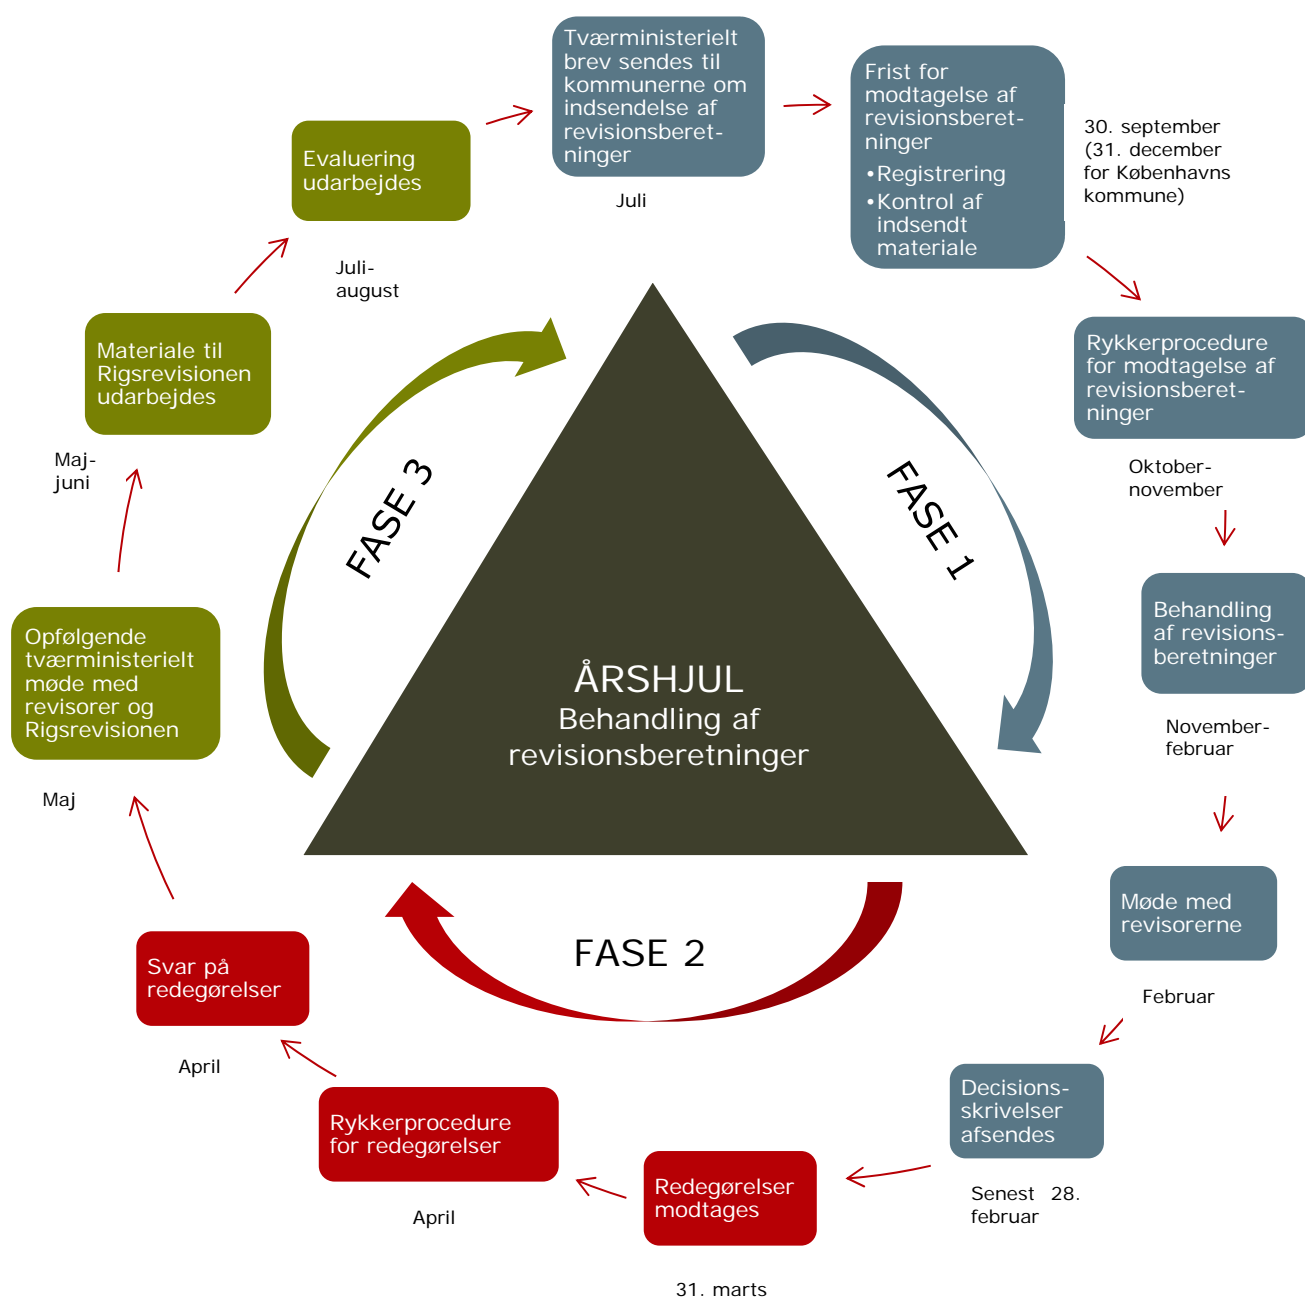 Tværministerielt
brev sendes til
kommunerne om
indsendelse af
revisionsberet-
ninger
Juli
Frist for
modtagelse af
revisionsberet-
ninger
•Registrering
•Kontrol af
indsendt
materiale
30. september
(31. december
for Københavns
kommune)
Rykkerprocedure
for modtagelse af
revisionsberet-
ninger
Oktober-
november
Behandling
af revisions-
beretninger
November-
februar
Møde med
revisorerne
Februar
Decisions-
skrivelser
afsendes
Senest 28.
februar
Redegørelser
modtages
31. marts
Rykkerprocedure
for redegørelser
April
Svar på
redegørelser
April
Opfølgende
tværministerielt
møde med
revisorer og
Rigsrevisionen
Maj
Materiale til
Rigsrevisionen
udarbejdes
Maj-
juni
Evaluering
udarbejdes
Juli-
august
FASE 1
FASE 2
FASE 3
ÅRSHJUL
Behandling af
revisionsberetninger